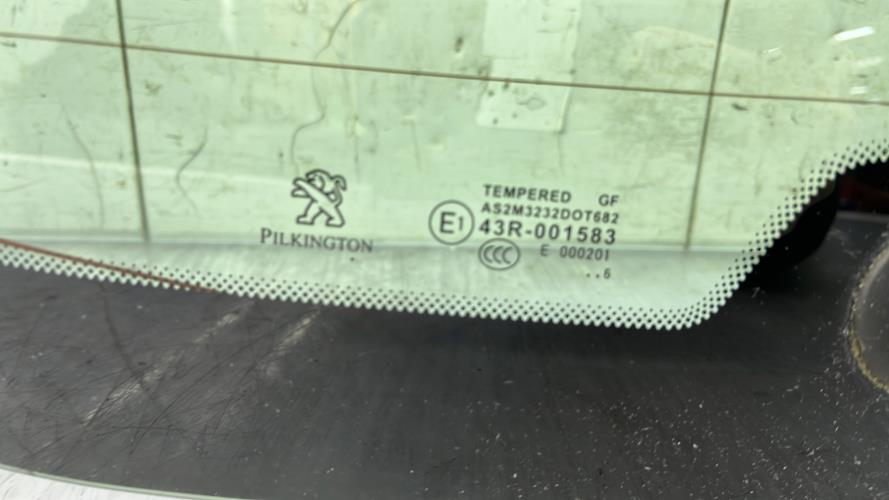 PILKINGTON
TEMPERED GF
AS2M3232DOT682
E1 43R-001583
CCC E 000201
..6